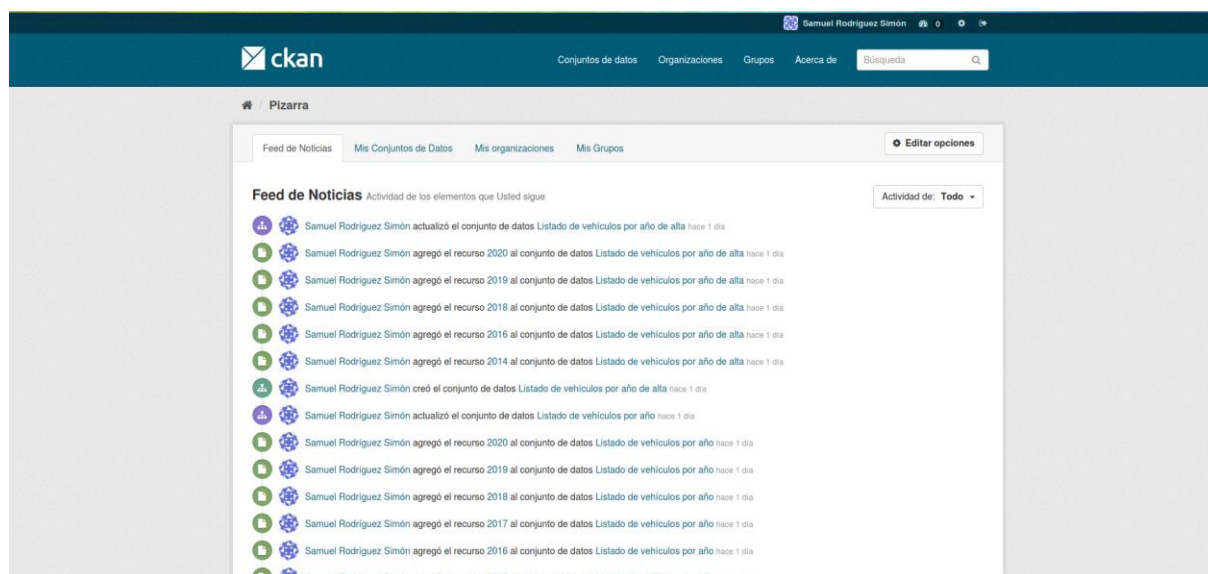 Samuel Rodríguez Simón 0
ckan
Conjuntos de datos Organizaciones Grupos Acerca de Búsqueda
/ Pizarra
Feed de Noticias Mis Conjuntos de Datos Mis organizaciones Mis Grupos Editar opciones
Feed de Noticias Actividad de los elementos que Usted sigue Actividad de: Todo
Samuel Rodríguez Simón actualizó el conjunto de datos Listado de vehículos por año de alta hace 1 día
Samuel Rodríguez Simón agregó el recurso 2020 al conjunto de datos Listado de vehículos por año de alta hace 1 día
Samuel Rodríguez Simón agregó el recurso 2019 al conjunto de datos Listado de vehículos por año de alta hace 1 día
Samuel Rodríguez Simón agregó el recurso 2018 al conjunto de datos Listado de vehículos por año de alta hace 1 día
Samuel Rodríguez Simón agregó el recurso 2016 al conjunto de datos Listado de vehículos por año de alta hace 1 día
Samuel Rodríguez Simón agregó el recurso 2014 al conjunto de datos Listado de vehículos por año de alta hace 1 día
Samuel Rodríguez Simón creó el conjunto de datos Listado de vehículos por año de alta hace 1 día
Samuel Rodríguez Simón actualizó el conjunto de datos Listado de vehículos por año hace 1 día
Samuel Rodríguez Simón agregó el recurso 2020 al conjunto de datos Listado de vehículos por año hace 1 día
Samuel Rodríguez Simón agregó el recurso 2019 al conjunto de datos Listado de vehículos por año hace 1 día
Samuel Rodríguez Simón agregó el recurso 2018 al conjunto de datos Listado de vehículos por año hace 1 día
Samuel Rodríguez Simón agregó el recurso 2017 al conjunto de datos Listado de vehículos por año hace 1 día
Samuel Rodríguez Simón agregó el recurso 2016 al conjunto de datos Listado de vehículos por año hace 1 día